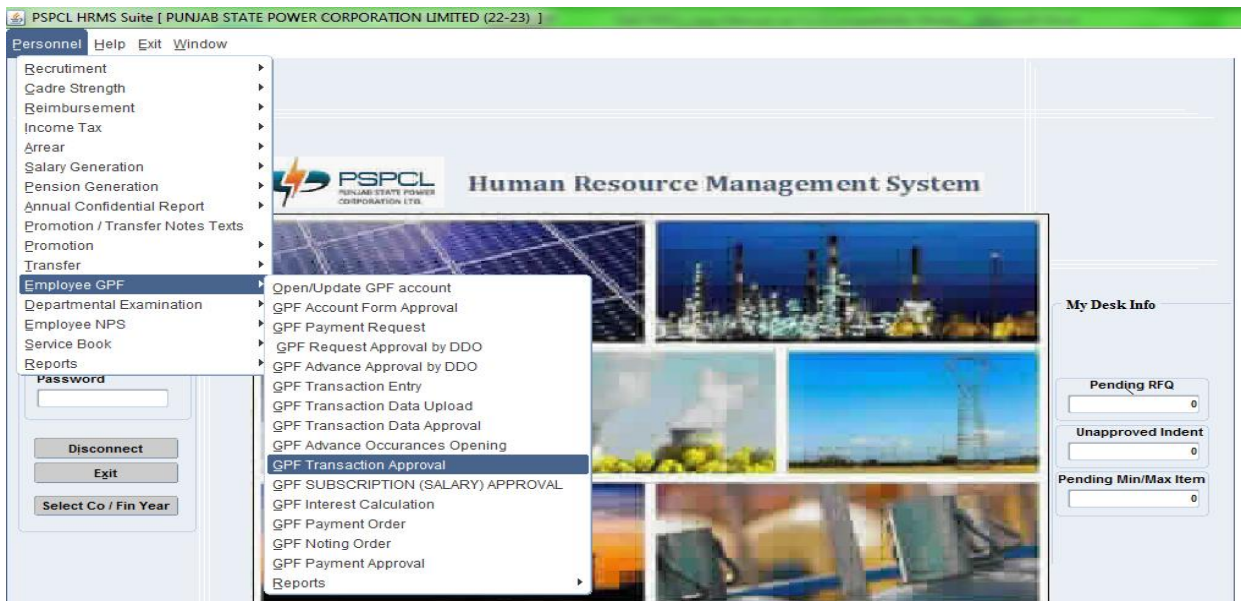 PSPCL HRMS Suite [ PUNJAB STATE POWER CORPORATION LIMITED (22-23) ]
Personnel Help Exit Window
Recrutiment
Cadre Strength
Reimbursement
Income Tax
Arrear
Salary Generation
Pension Generation
Annual Confidential Report
Promotion / Transfer Notes Texts
Promotion
Transfer
Employee GPF
Departmental Examination
Employee NPS
Service Book
Reports
PSPCL
PUNJAB STATE POWER
CORPORATION LTD.
Human Resource Management System
Open/Update GPF account
GPF Account Form Approval
GPF Payment Request
GPF Request Approval by DDO
GPF Advance Approval by DDO
GPF Transaction Entry
GPF Transaction Data Upload
GPF Transaction Data Approval
GPF Advance Occurances Opening
GPF Transaction Approval
GPF SUBSCRIPTION (SALARY) APPROVAL
GPF Interest Calculation
GPF Payment Order
GPF Noting Order
GPF Payment Approval
Reports
Password
Disconnect
Exit
Select Co / Fin Year
My Desk Info
Pending RFQ
0
Unapproved Indent
0
Pending Min/Max Item
0